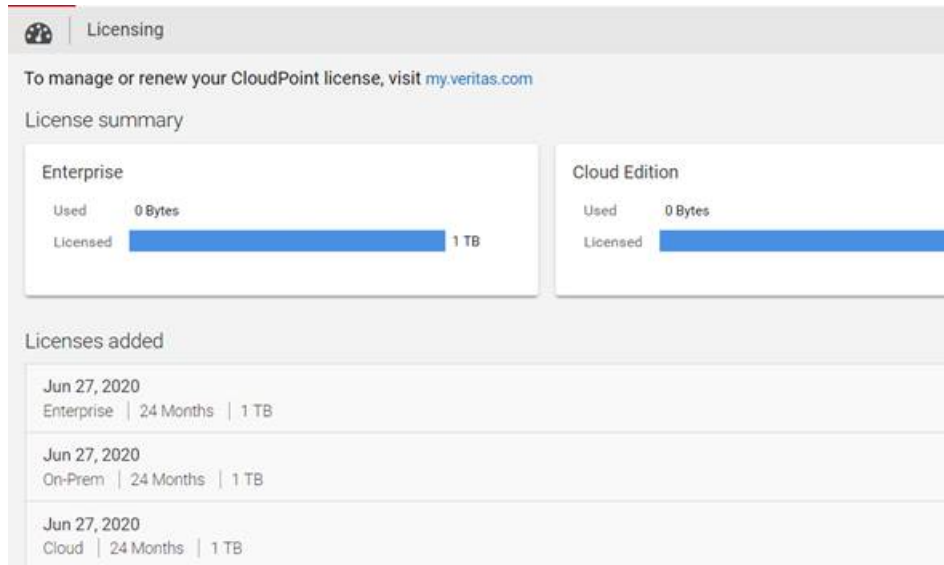 Licensing
To manage or renew your CloudPoint license, visit my.veritas.com
License summary
Enterprise
Used 0 Bytes
Licensed 1 TB
Cloud Edition
Used 0 Bytes
Licensed
Licenses added
Jun 27, 2020
Enterprise | 24 Months | 1 TB
Jun 27, 2020
On-Prem | 24 Months | 1 TB
Jun 27, 2020
Cloud | 24 Months | 1 TB